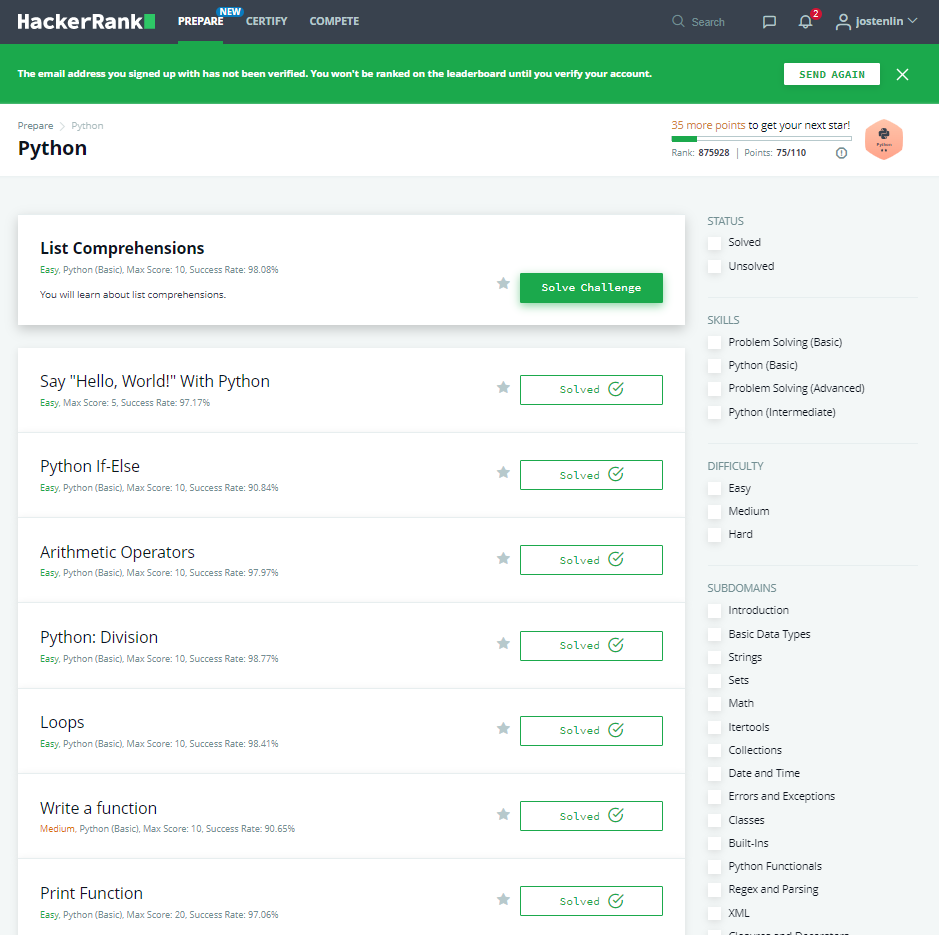 HackerRank
PREPARE
NEW
CERTIFY
COMPETE
Search
2
jostenlin
The email address you signed up with has not been verified. You won't be ranked on the leaderboard until you verify your account.
SEND AGAIN
Prepare
Python
Python
35 more points to get your next star!
Rank: 875928 | Points: 75/110
Python
List Comprehensions
Easy, Python (Basic), Max Score: 10, Success Rate: 98.08%
You will learn about list comprehensions.
Solve Challenge
Say "Hello, World!" With Python
Easy, Max Score: 5, Success Rate: 97.17%
Solved
Python If-Else
Easy, Python (Basic), Max Score: 10, Success Rate: 90.84%
Solved
Arithmetic Operators
Easy, Python (Basic), Max Score: 10, Success Rate: 97.97%
Solved
Python: Division
Easy, Python (Basic), Max Score: 10, Success Rate: 98.77%
Solved
Loops
Easy, Python (Basic), Max Score: 10, Success Rate: 98.41%
Solved
Write a function
Medium, Python (Basic), Max Score: 10, Success Rate: 90.65%
Solved
Print Function
Easy, Python (Basic), Max Score: 20, Success Rate: 97.06%
Solved
STATUS
Solved
Unsolved
SKILLS
Problem Solving (Basic)
Python (Basic)
Problem Solving (Advanced)
Python (Intermediate)
DIFFICULTY
Easy
Medium
Hard
SUBDOMAINS
Introduction
Basic Data Types
Strings
Sets
Math
Itertools
Collections
Date and Time
Errors and Exceptions
Classes
Built-Ins
Python Functionals
Regex and Parsing
XML
Closures and Decorators